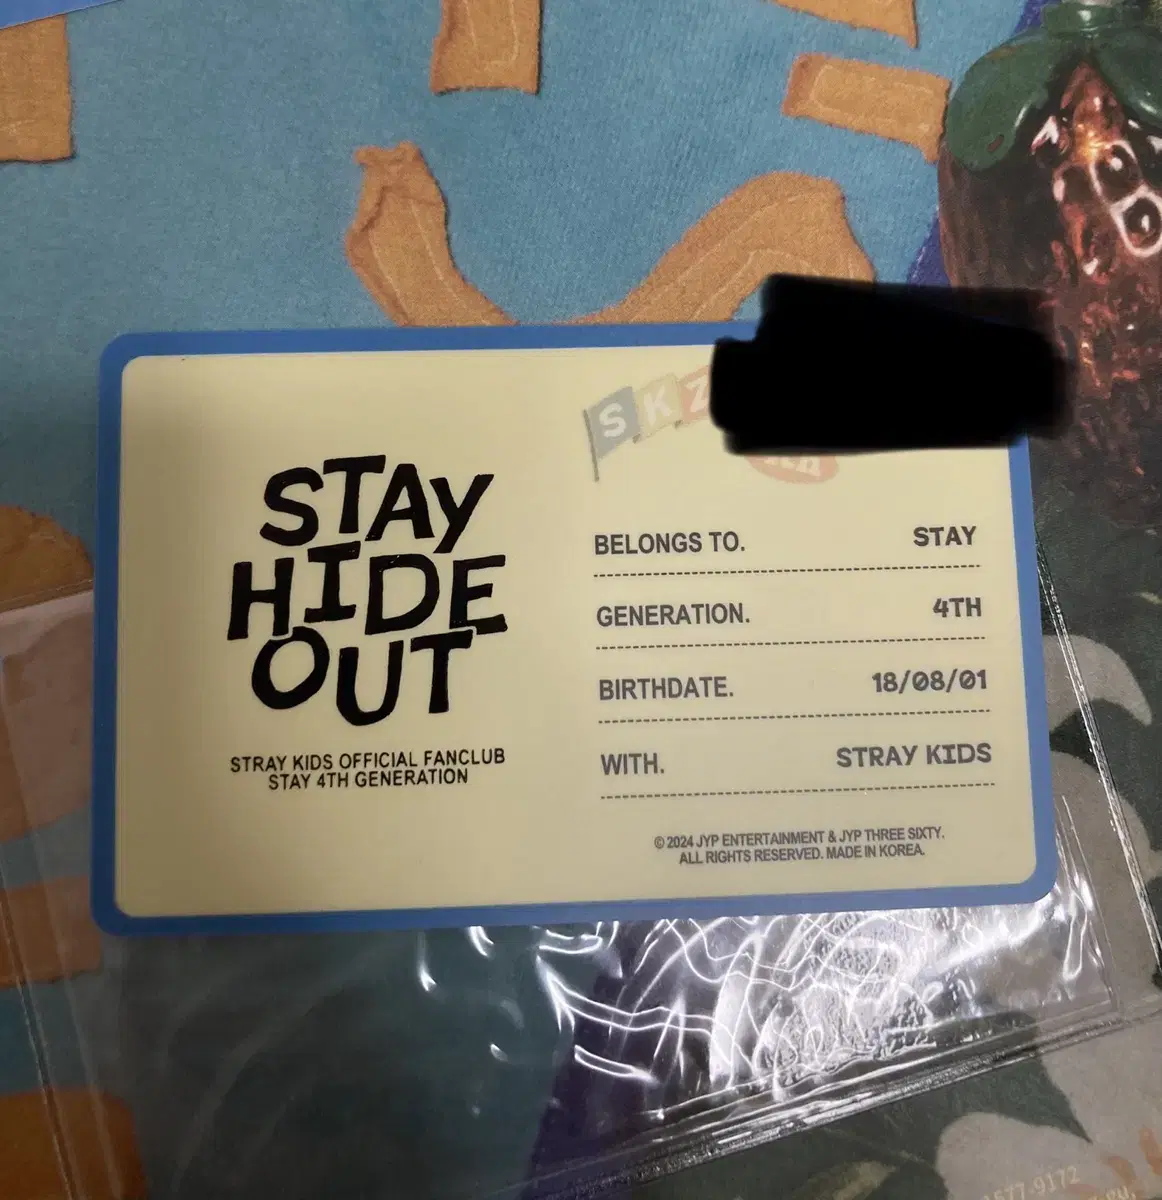 SKZ
STAY
HIDE
OUT
STRAY KIDS OFFICIAL FANCLUB
STAY 4TH GENERATION
BELONGS TO. STAY
GENERATION. 4TH
BIRTHDATE. 18/08/01
WITH. STRAY KIDS
© 2024 JYP ENTERTAINMENT & JYP THREE SIXTY.
ALL RIGHTS RESERVED. MADE IN KOREA.